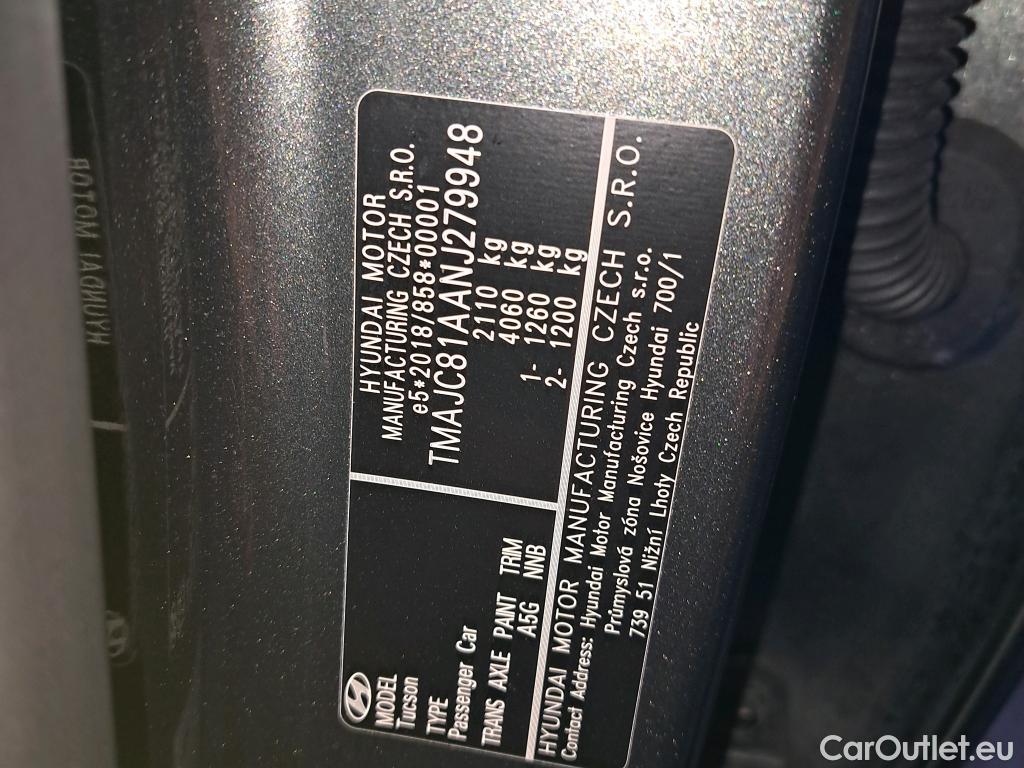 MODEL
Tucson
TYPE
Passenger Car
TRANS AXLE PAINT TRIM
A5G NNB
HYUNDAI MOTOR
MANUFACTURING CZECH S.R.O.
e5*2018/858*00001
TMAJC81AANJ279948
2110 kg
4060 kg
1- 1260 kg
2- 1200 kg
HYUNDAI MOTOR MANUFACTURING CZECH S.R.O.
Contact Address: Hyundai Motor Manufacturing Czech s.r.o.
Průmyslová zóna Nošovice Hyundai 700/1
739 51 Nižní Lhoty Czech Republic
HYUNDAI MOTOR
CarOutlet.eu